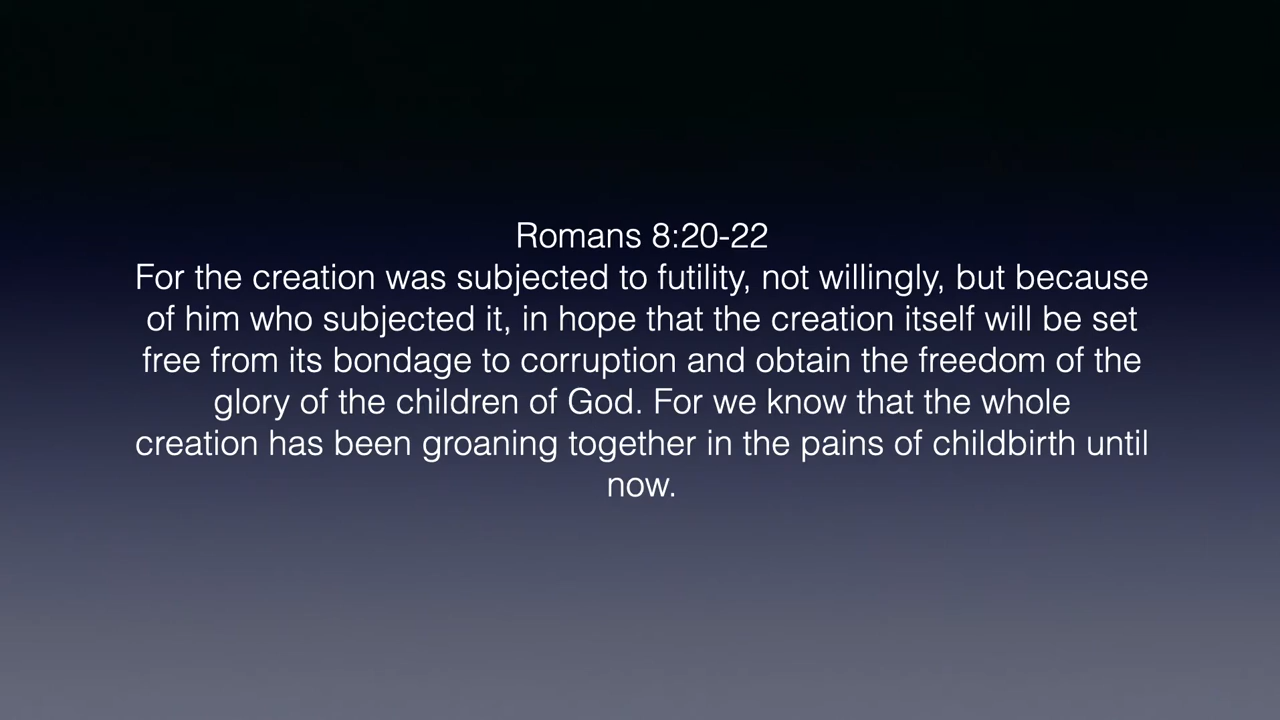 Romans 8:20-22
For the creation was subjected to futility, not willingly, but because
of him who subjected it, in hope that the creation itself will be set
free from its bondage to corruption and obtain the freedom of the
glory of the children of God. For we know that the whole
creation has been groaning together in the pains of childbirth until
now.